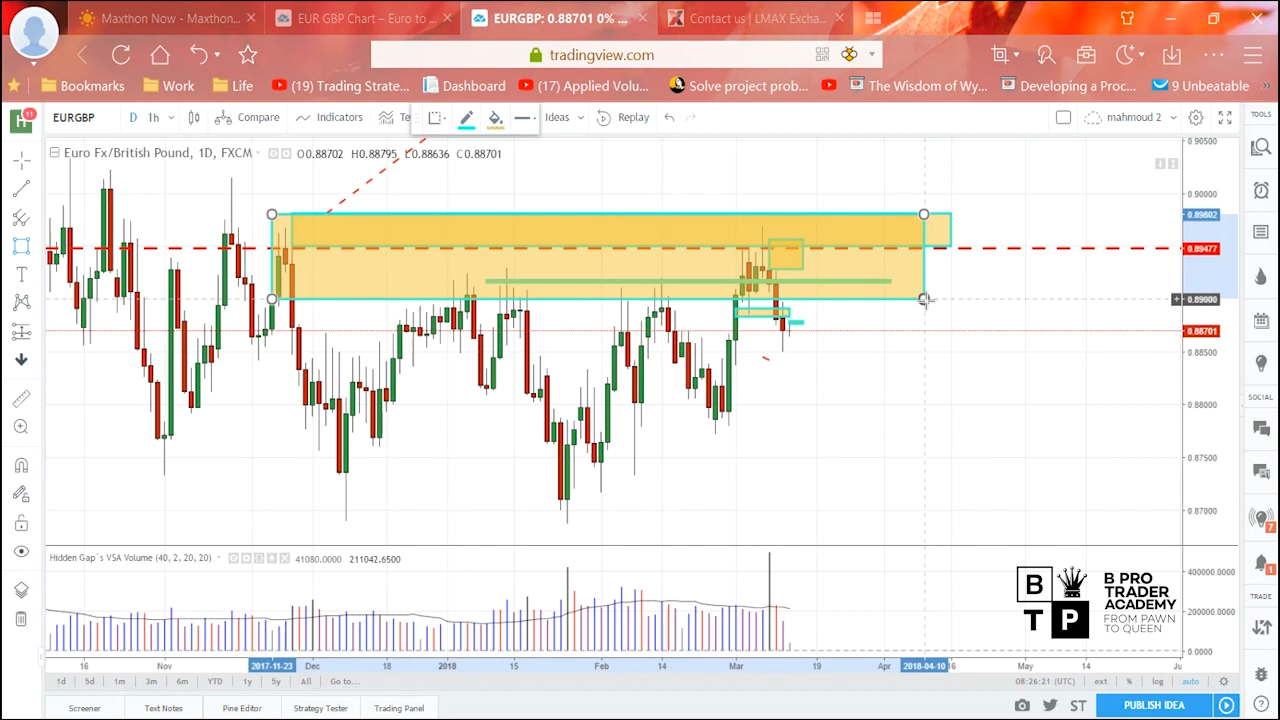 Maxthon Now - Maxthon...
EUR GBP Chart – Euro to ...
EURGBP: 0.88701 0% ...
Contact us | LMAX Excha...
tradingview.com
Bookmarks
Work
Life
(19) Trading Strate...
Dashboard
(17) Applied Volu...
Solve project prob...
The Wisdom of Wy...
Developing a Proc...
9 Unbeatable
»
11
EURGBP
D
1h
Compare
Indicators
Te
Ideas
Replay
mahmoud 2
TOOLS
Euro Fx/British Pound, 1D, FXCM
O0.88702 H0.88795 L0.88636 C0.88701
0.90500
0.90000
0.89802
0.89477
0.89000
0.88701
0.88500
0.88000
0.87500
0.87000
SOCIAL
7
1
TRADE
Hidden Gap`s VSA Volume (40, 2, 20, 20)
41080.0000 211042.6500
400000.0000
200000.0000
0.0000
B
T P
B PRO
TRADER
ACADEMY
FROM PAWN
TO QUEEN
16 Nov 2017-11-23 Dec 18 2018 15 Feb 14 Mar 19 Apr 2018-04-10 16 May 14 Ju
1d 5d 1m 3m 6m YTD 1y 5y All Go to...
08:26:21 (UTC) ext % log auto
Screener
Text Notes
Pine Editor
Strategy Tester
Trading Panel
ST
PUBLISH IDEA